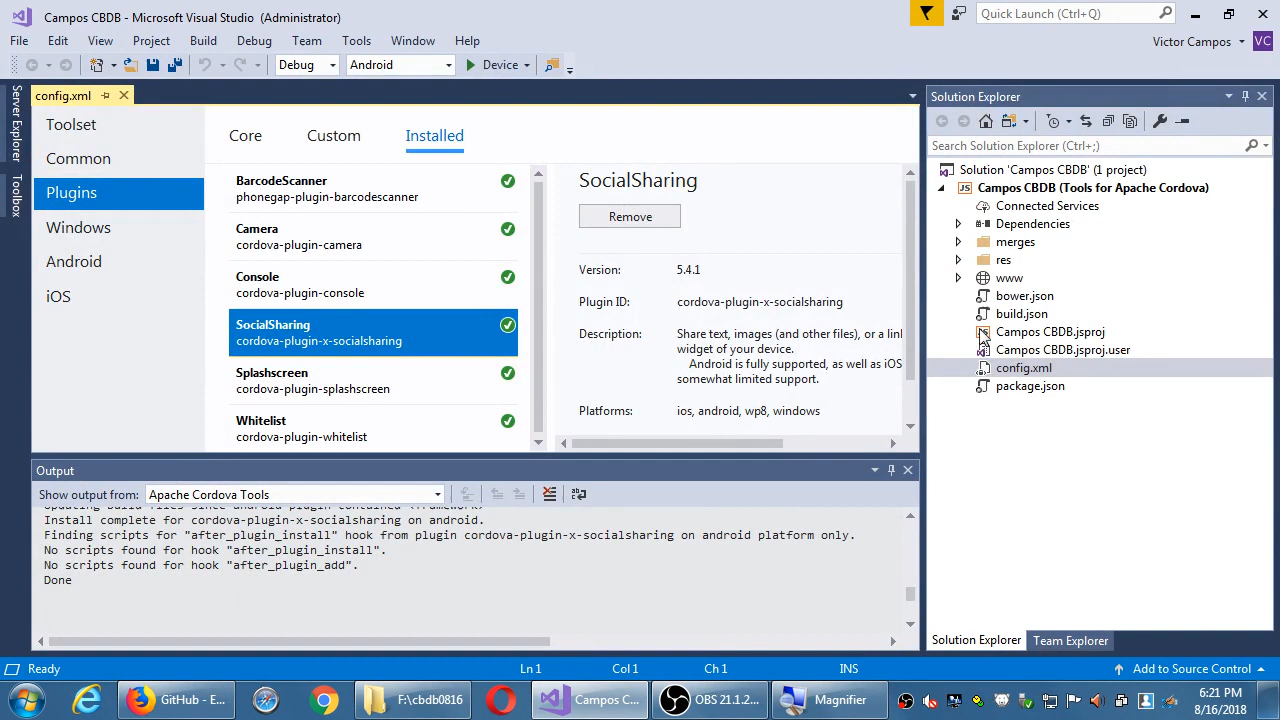 Campos CBDB - Microsoft Visual Studio (Administrator)
Quick Launch (Ctrl+Q)
File Edit View Project Build Debug Team Tools Window Help
Victor Campos VC
Debug Android Device
Server Explorer
Toolbox
config.xml
Toolset
Common
Plugins
Windows
Android
iOS
Core Custom Installed
BarcodeScanner
phonegap-plugin-barcodescanner
Camera
cordova-plugin-camera
Console
cordova-plugin-console
SocialSharing
cordova-plugin-x-socialsharing
Splashscreen
cordova-plugin-splashscreen
Whitelist
cordova-plugin-whitelist
SocialSharing
Remove
Version: 5.4.1
Plugin ID: cordova-plugin-x-socialsharing
Description: Share text, images (and other files), or a link
widget of your device.
Android is fully supported, as well as iOS
somewhat limited support.
Platforms: ios, android, wp8, windows
Output
Show output from: Apache Cordova Tools
Install complete for cordova-plugin-x-socialsharing on android.
Finding scripts for "after_plugin_install" hook from plugin cordova-plugin-x-socialsharing on android platform only.
No scripts found for hook "after_plugin_install".
No scripts found for hook "after_plugin_add".
Done
Solution Explorer
Search Solution Explorer (Ctrl+;)
Solution 'Campos CBDB' (1 project)
JS Campos CBDB (Tools for Apache Cordova)
Connected Services
Dependencies
merges
res
www
bower.json
build.json
Campos CBDB.jsproj
Campos CBDB.jsproj.user
config.xml
package.json
Solution Explorer Team Explorer
Ready Ln 1 Col 1 Ch 1 INS Add to Source Control
GitHub - E... F:\cbdb0816 Campos C... OBS 21.1.2... Magnifier
6:21 PM
8/16/2018